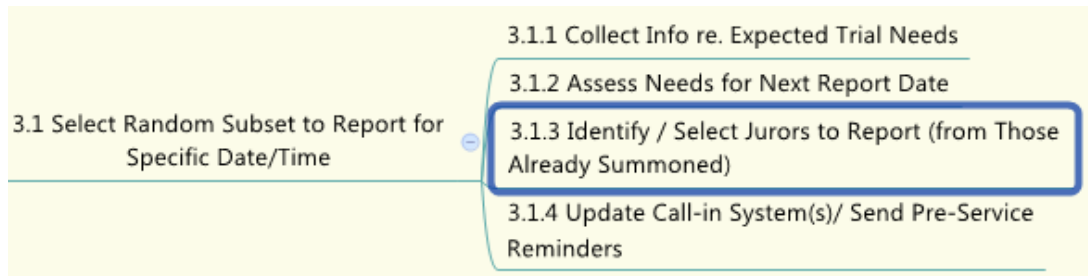 3.1 Select Random Subset to Report for
Specific Date/Time
3.1.1 Collect Info re. Expected Trial Needs
3.1.2 Assess Needs for Next Report Date
3.1.3 Identify / Select Jurors to Report (from Those
Already Summoned)
3.1.4 Update Call-in System(s)/ Send Pre-Service
Reminders